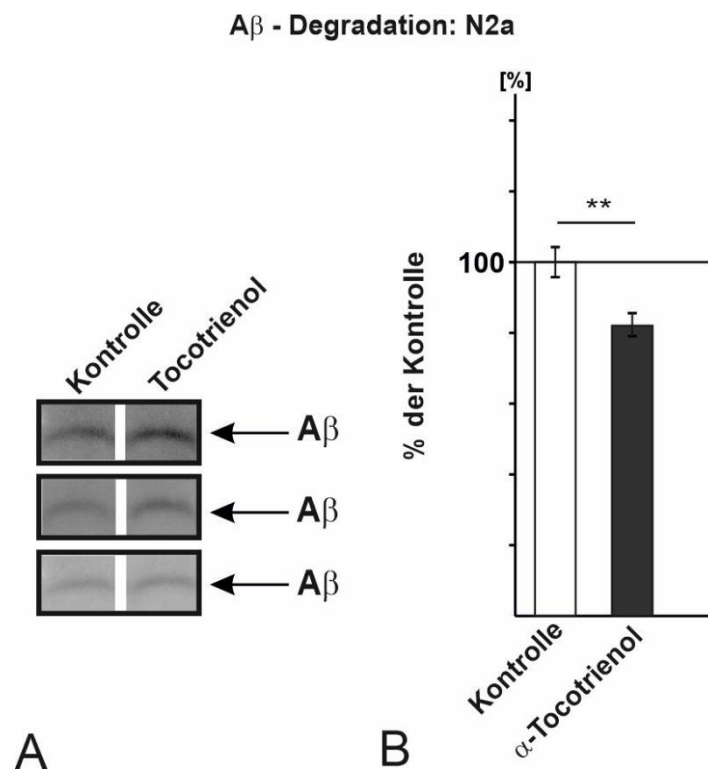 Aβ - Degradation: N2a
Kontrolle
Tocotrienol
Aβ
Aβ
Aβ
A
[%]
% der Kontrolle
100
**
Kontrolle
α-Tocotrienol
B